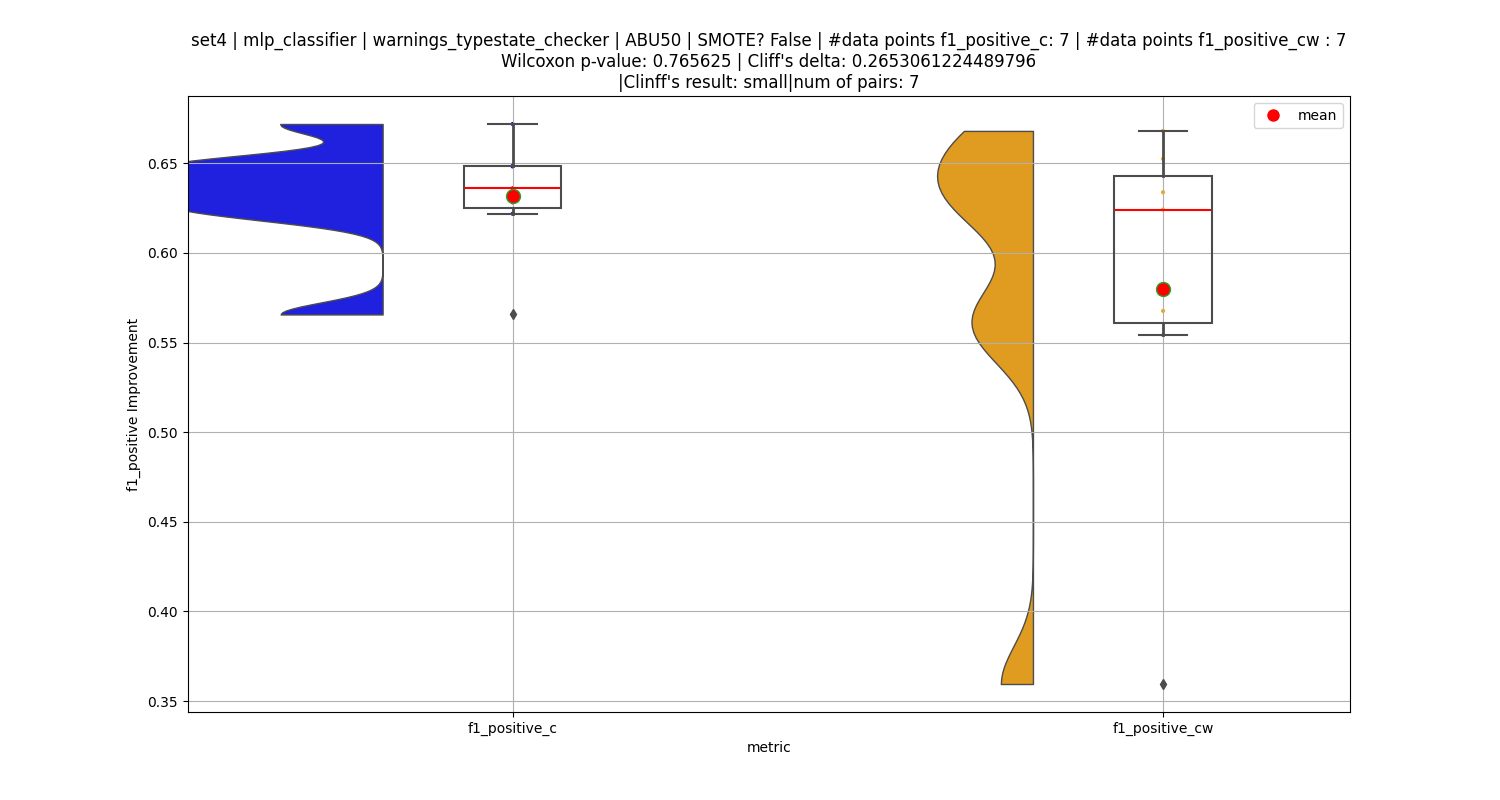 set4 | mlp_classifier | warnings_typestate_checker | ABU50 | SMOTE? False | #data points f1_positive_c: 7 | #data points f1_positive_cw : 7
Wilcoxon p-value: 0.765625 | Cliff's delta: 0.2653061224489796
|Clinff's result: small|num of pairs: 7
mean
0.65
0.60
0.55
0.50
0.45
0.40
0.35
f1_positive Improvement
f1_positive_c
f1_positive_cw
metric